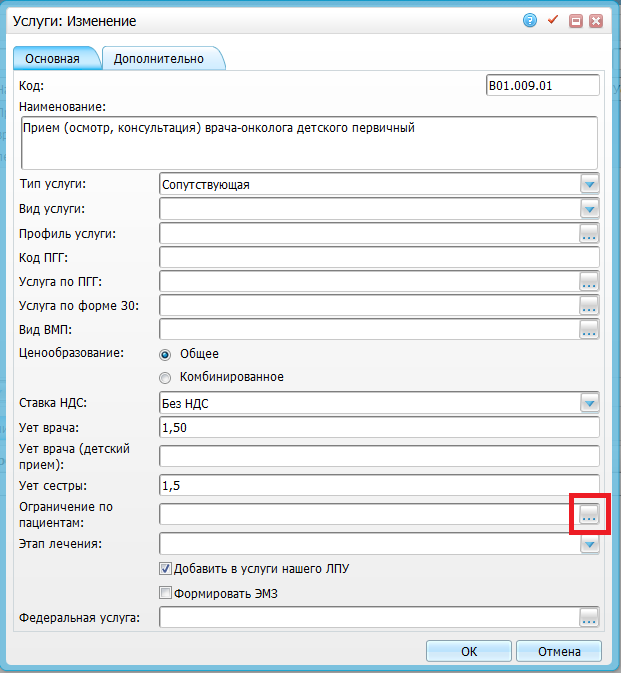 Услуги: Изменение
Основная
Дополнительно
Код:
B01.009.01
Наименование:
Прием (осмотр, консультация) врача-онколога детского первичный
Тип услуги:
Сопутствующая
Вид услуги:
Профиль услуги:
...
Код ПГГ:
Услуга по ПГГ:
...
Услуга по форме 30:
...
Вид ВМП:
...
Ценообразование:
Общее
Комбинированное
Ставка НДС:
Без НДС
Ует врача:
1,50
Ует врача (детский
прием):
Ует сестры:
1,5
Ограничение по
пациентам:
...
Этап лечения:
Добавить в услуги нашего ЛПУ
Формировать ЭМЗ
Федеральная услуга:
...
ОК
Отмена